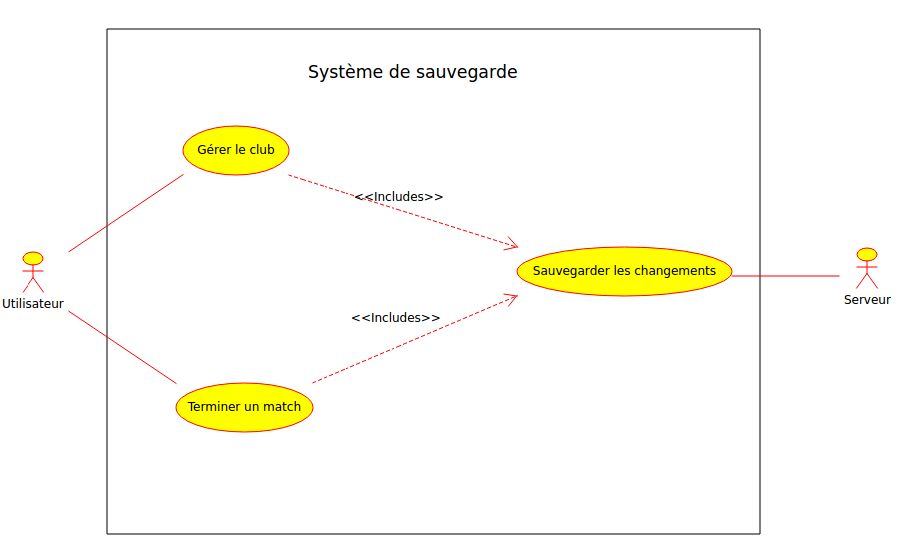 Système de sauvegarde
Gérer le club
<<Includes>>
Sauvegarder les changements
Utilisateur
Serveur
<<Includes>>
Terminer un match